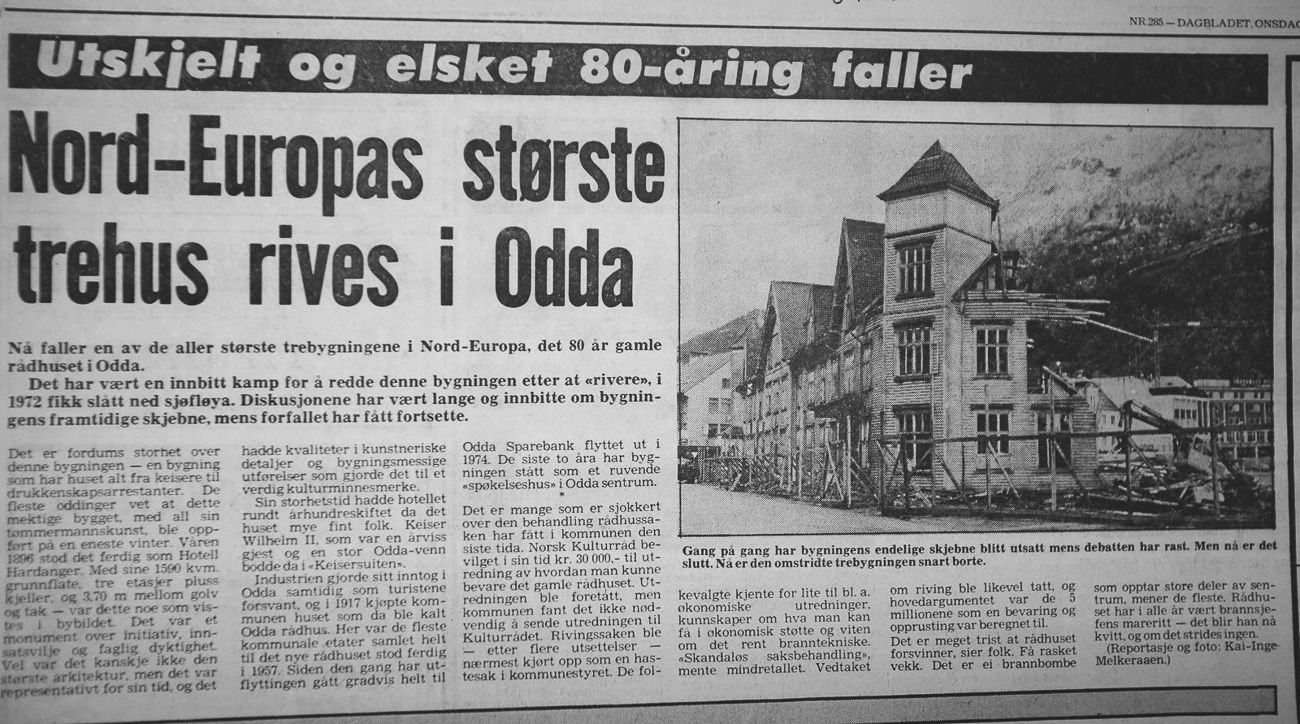 NR. 285 — DAGBLADET, ONSDAG
Utskjelt og elsket 80-åring faller
Nord-Europas største
trehus rives i Odda
Nå faller en av de aller største trebygningene i Nord-Europa, det 80 år gamle
rådhuset i Odda.
Det har vært en innbitt kamp for å redde denne bygningen etter at «rivere», i
1972 fikk slått ned sjøfløya. Diskusjonene har vært lange og innbitte om bygnin-
gens framtidige skjebne, mens forfallet har fått fortsette.
Det er fordums storhet over
denne bygningen — en bygning
som har huset alt fra keisere til
drukkenskapsarrestanter. De
fleste oddinger vet at dette
mektige bygget, med all sin
tømmermannskunst, ble opp-
ført på en eneste vinter. Våren
1896 stod det ferdig som Hotell
Hardanger. Med sine 1590 kvm.
grunnflate, tre etasjer pluss
kjeller, og 3,70 m mellom golv
og tak — var dette noe som vis-
tes i bybildet. Det var et
monument over initiativ, inn-
satsvilje og faglig dyktighet.
Vel var det kanskje ikke den
største arkitektur, men det var
representativt for sin tid, og det
hadde kvaliteter i kunstneriske
detaljer og bygningsmessige
utførelser som gjorde det til et
verdig kulturminnesmerke.
Sin storhetstid hadde hotellet
rundt århundreskiftet da det
huset mye fint folk. Keiser
Wilhelm II, som var en årviss
gjest og en stor Odda-venn
bodde da i «Keisersuiten».
Industrien gjorde sitt inntog i
Odda samtidig som turistene
forsvant, og i 1917 kjøpte kom-
munen huset som da ble kalt
Odda rådhus. Her var de fleste
kommunale etater samlet helt
til det nye rådhuset stod ferdig
i 1957. Siden den gang har ut-
flyttingen gått gradvis helt til
Odda Sparebank flyttet ut i
1974. De siste to åra har byg-
ningen stått som et ruvende
«spøkelseshus» i Odda sentrum.
*
Det er mange som er sjokkert
over den behandling rådhussa-
ken har fått i kommunen den
siste tida. Norsk Kulturråd be-
vilget i sin tid kr. 30 000,- til ut-
redning av hvordan man kunne
bevare det gamle rådhuset. Ut-
redningen ble foretått, men
kommunen fant det ikke nød-
vendig å sende utredningen til
Kulturrådet. Rivingssaken ble
— etter flere utsettelser —
nærmest kjørt opp som en has-
tesak i kommunestyret. De fol-
Gang på gang har bygningens endelige skjebne blitt utsatt mens debatten har rast. Men nå er det
slutt. Nå er den omstridte trebygningen snart borte.
kevalgte kjente for lite til bl. a.
økonomiske utredninger,
kunnskaper om hva man kan
få i økonomisk støtte og viten
om det rent branntekniske.
«Skandaløs saksbehandling»,
mente mindretallet. Vedtaket
om riving ble likevel tatt, og
hovedargumentet var de 5
millionene som en bevaring og
opprusting var beregnet til.
Det er meget trist at rådhuset
forsvinner, sier folk. Få rasket
vekk. Det er ei brannbombe
som opptar store deler av sen-
trum, mener de fleste. Rådhu-
set har i alle år vært brannsje-
fens mareritt — det blir han nå
kvitt, og om det strides ingen.
(Reportasje og foto: Kai-Inge
Melkeraaen.)